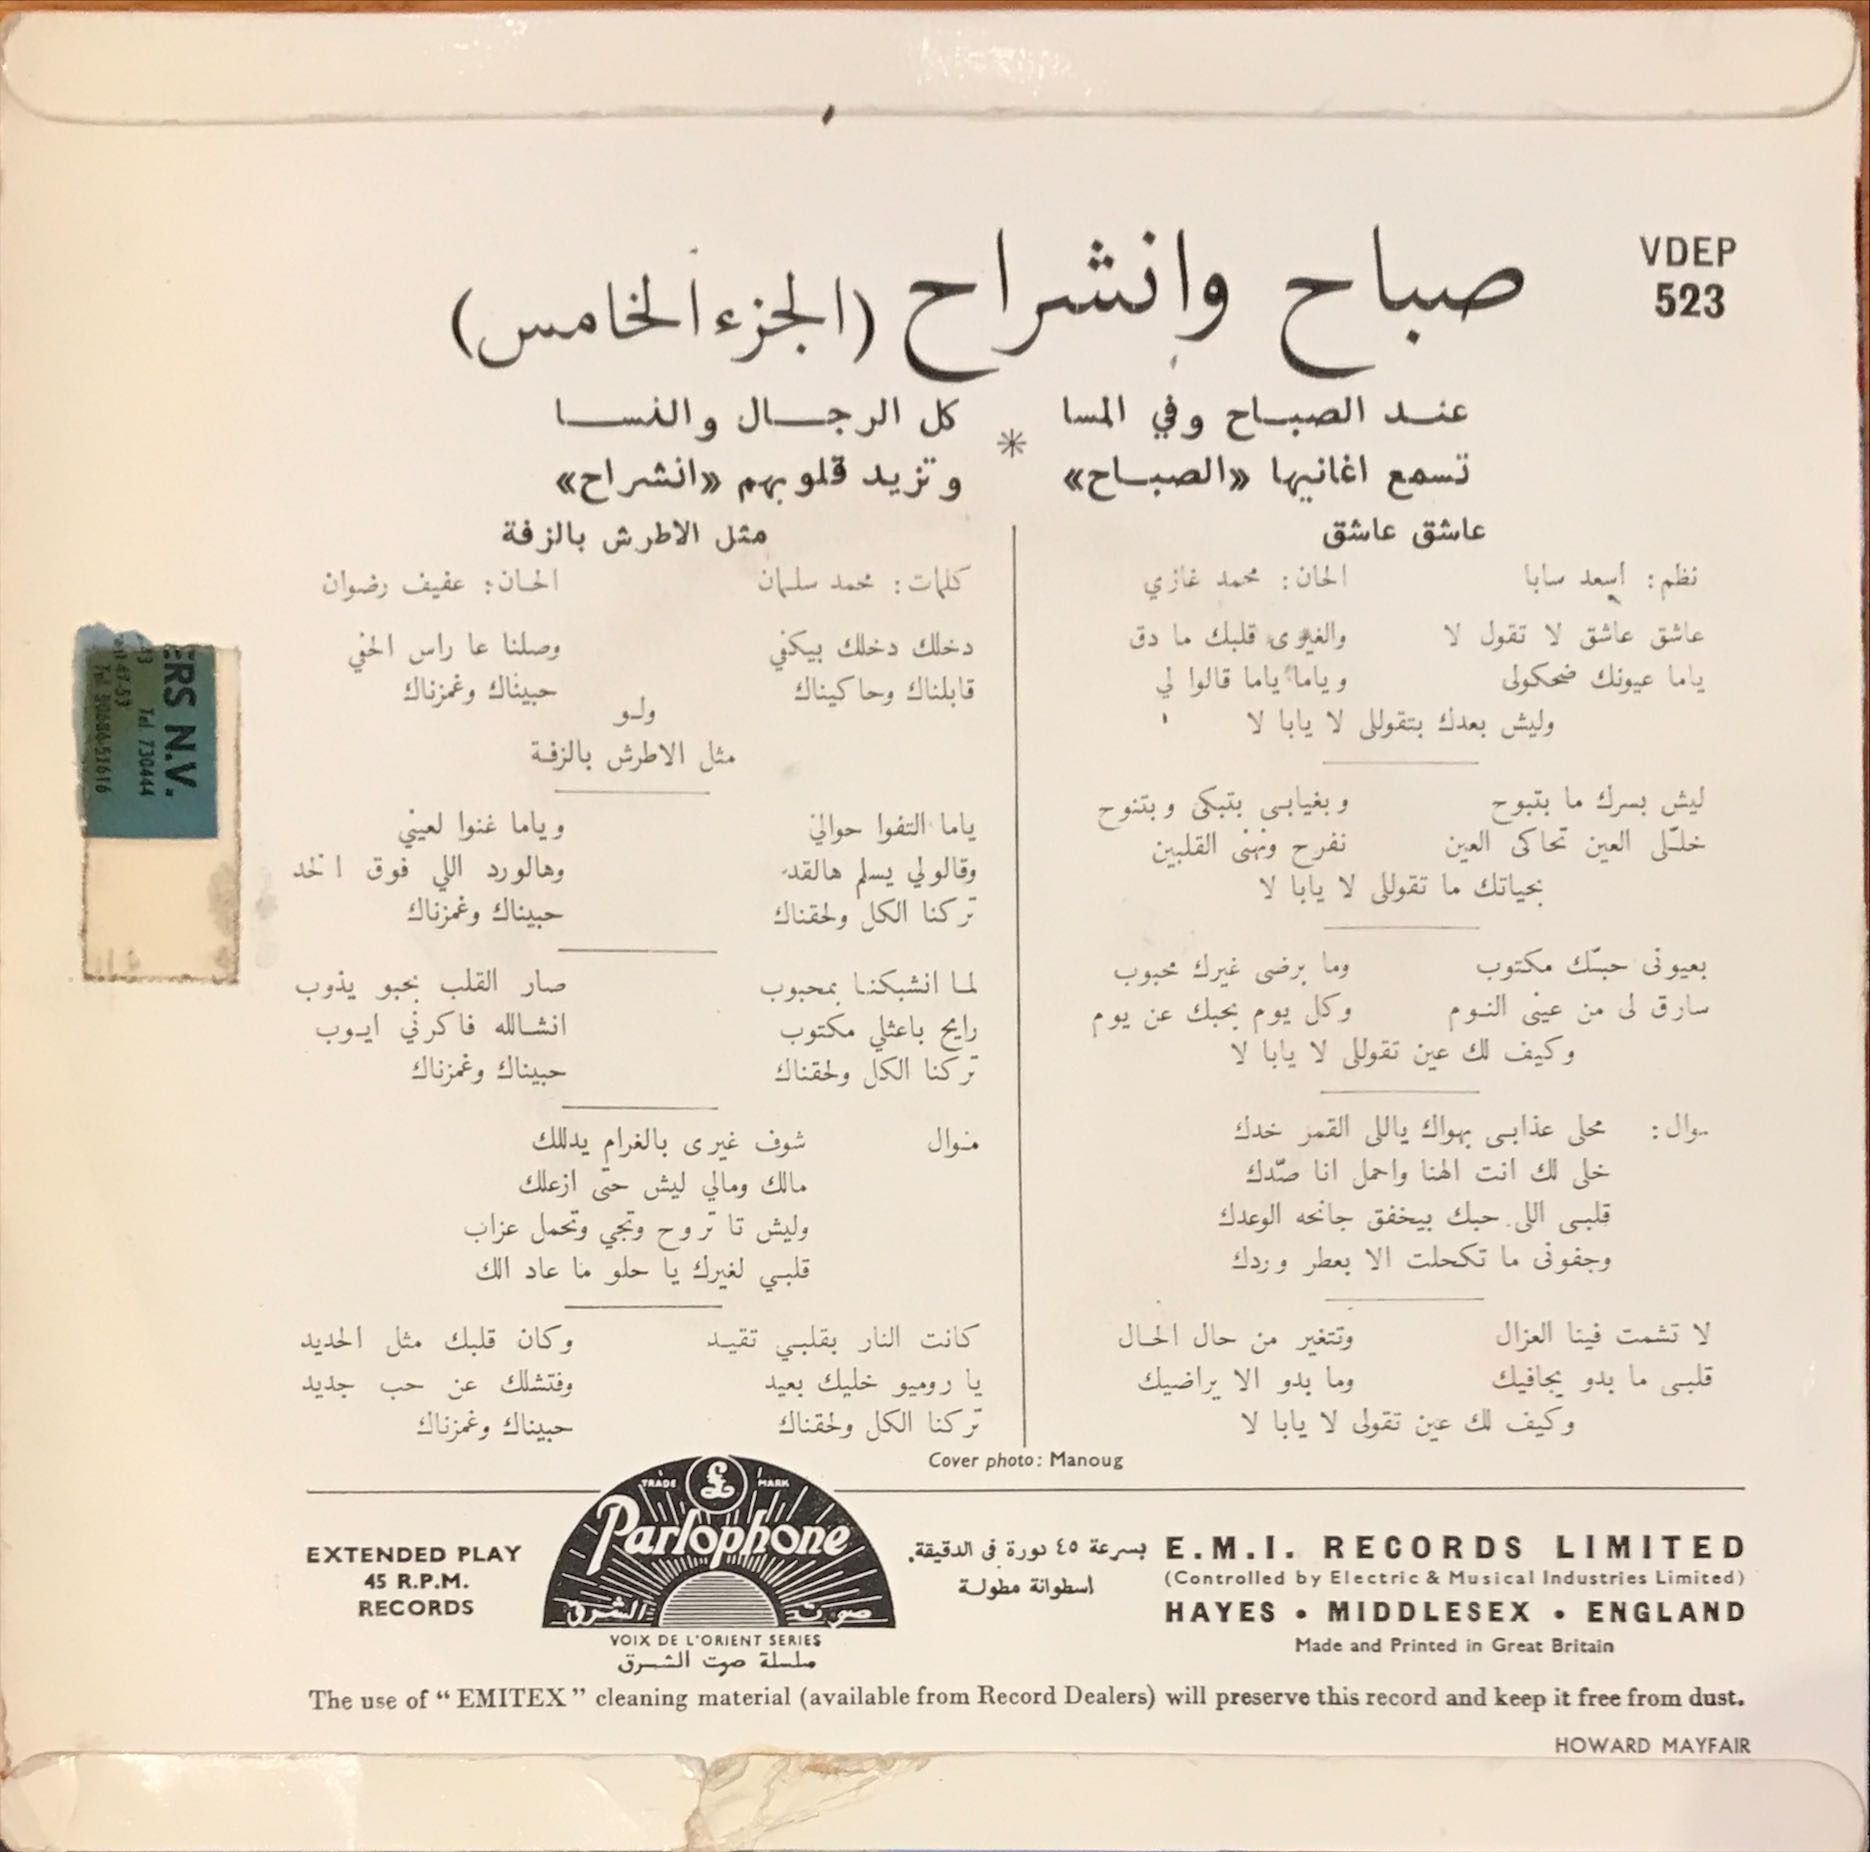 VDEP
523
صباح وانشراح (الجزء الخامس)
عند الصباح وفي المسا * كل الرجال والنسا
تسمع اغانيها «الصباح» وتزيد قلوبهم «انشراح»
عاشق عاشق
نظم: اسعد سابا الحان: محمد غازي
عاشق عاشق لا تقول لا والغيرى قلبك ما دق
ياما عيونك ضحكولى وياما ياما قالوا لي
وليش بعدك بتقوللى لا يابا لا
ليش بسرك ما بتبوح وبغيابى بتبكى وبتنوح
خلّلى العين تحاكى العين نفرح ونهنى القلبين
بحياتك ما تقوللى لا يابا لا
بعيونى حبّك مكتوب وما برضى غيرك محبوب
سارق لى من عينى النوم وكل يوم بحبك عن يوم
وكيف لك عين تقوللى لا يابا لا
ـوال: محلى عذابى بهواك ياللى القمر خدك
خلى لك انت الهنا واحمل انا صدّك
قلبى اللى حبك بيخفق جانحه الوعدك
وجفونى ما تكحلت الا بعطر وردك
لا تشمت فينا العزال وتتغير من حال الحال
قلبى ما بدو يجافيك وما بدو الا يراضيك
وكيف لك عين تقولى لا يابا لا
مثل الاطرش بالزفة
كلمات: محمد سلمان الحان: عفيف رضوان
دخلك دخلك بيكفي وصلنا عا راس الحفي
قابلناك وحاكيناك حبيناك وغمزناك
ولو
مثل الاطرش بالزفة
ياما التفوا حوالي وياما غنوا لعيني
وقالولي يسلم هالقد وهالورد اللي فوق الخد
تركنا الكل ولحقناك حبيناك وغمزناك
لما انشبكنا بمحبوب صار القلب بحبو يذوب
رايح باعثلي مكتوب انشالله فاكرني ايوب
تركنا الكل ولحقناك حبيناك وغمزناك
موال شوف غيرى بالغرام يدللك
مالك ومالي ليش حتى ازعلك
وليش تا تروح وتجي وتحمل عزاب
قلبي لغيرك يا حلو ما عاد الك
كانت النار بقلبي تقيد وكان قلبك مثل الحديد
يا روميو خليك بعيد وفتشلك عن حب جديد
تركنا الكل ولحقناك حبيناك وغمزناك
ERS N.V.
Tel. 730444
Cover photo: Manoug
EXTENDED PLAY
45 R.P.M.
RECORDS
£
TRADE MARK
Parlophone
صوت الشرق
VOIX DE L'ORIENT SERIES
سلسلة صوت الشرق
بسرعة ٤٥ دورة فى الدقيقة.
اسطوانة مطولة
E.M.I. RECORDS LIMITED
(Controlled by Electric & Musical Industries Limited)
HAYES • MIDDLESEX • ENGLAND
Made and Printed in Great Britain
The use of “EMITEX” cleaning material (available from Record Dealers) will preserve this record and keep it free from dust.
HOWARD MAYFAIR